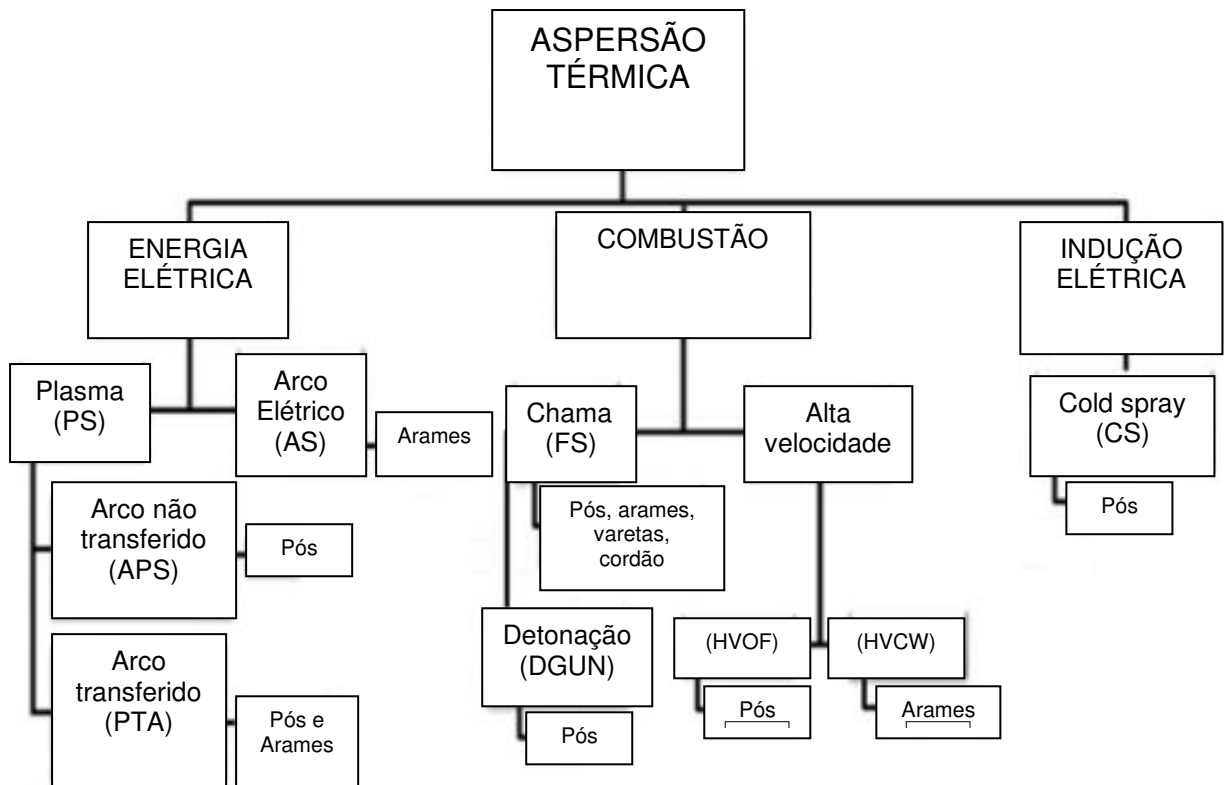 ASPERSÃO
TÉRMICA
ENERGIA
ELÉTRICA
COMBUSTÃO
INDUÇÃO
ELÉTRICA
Plasma
(PS)
Arco
Elétrico
(AS)
Arames
Arco não
transferido
(APS)
Pós
Arco
transferido
(PTA)
Pós e
Arames
Chama
(FS)
Pós, arames,
varetas,
cordão
Detonação
(DGUN)
Pós
Alta
velocidade
(HVOF)
Pós
(HVCW)
Arames
Cold spray
(CS)
Pós